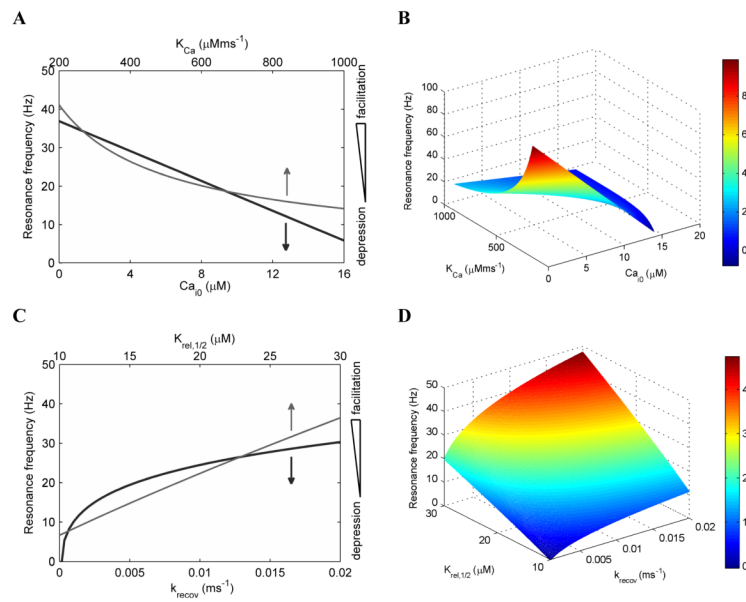 A
K_Ca (μMms⁻¹)
200 400 600 800 1000
50
40
30
20
10
0
Resonance frequency (Hz)
0 4 8 12 16
Ca_i0 (μM)
facilitation
depression
B
100
80
60
40
20
0
Resonance frequency (Hz)
1000
500
0
K_Ca (μMms⁻¹)
0 5 10 15 20
Ca_i0 (μM)
C
K_rel,1/2 (μM)
10 15 20 25 30
50
40
30
20
10
0
Resonance frequency (Hz)
0 0.005 0.01 0.015 0.02
k_recov (ms⁻¹)
facilitation
depression
D
50
40
30
20
10
0
Resonance frequency (Hz)
30
20
10
K_rel,1/2 (μM)
0.005 0.01 0.015 0.02
k_recov (ms⁻¹)